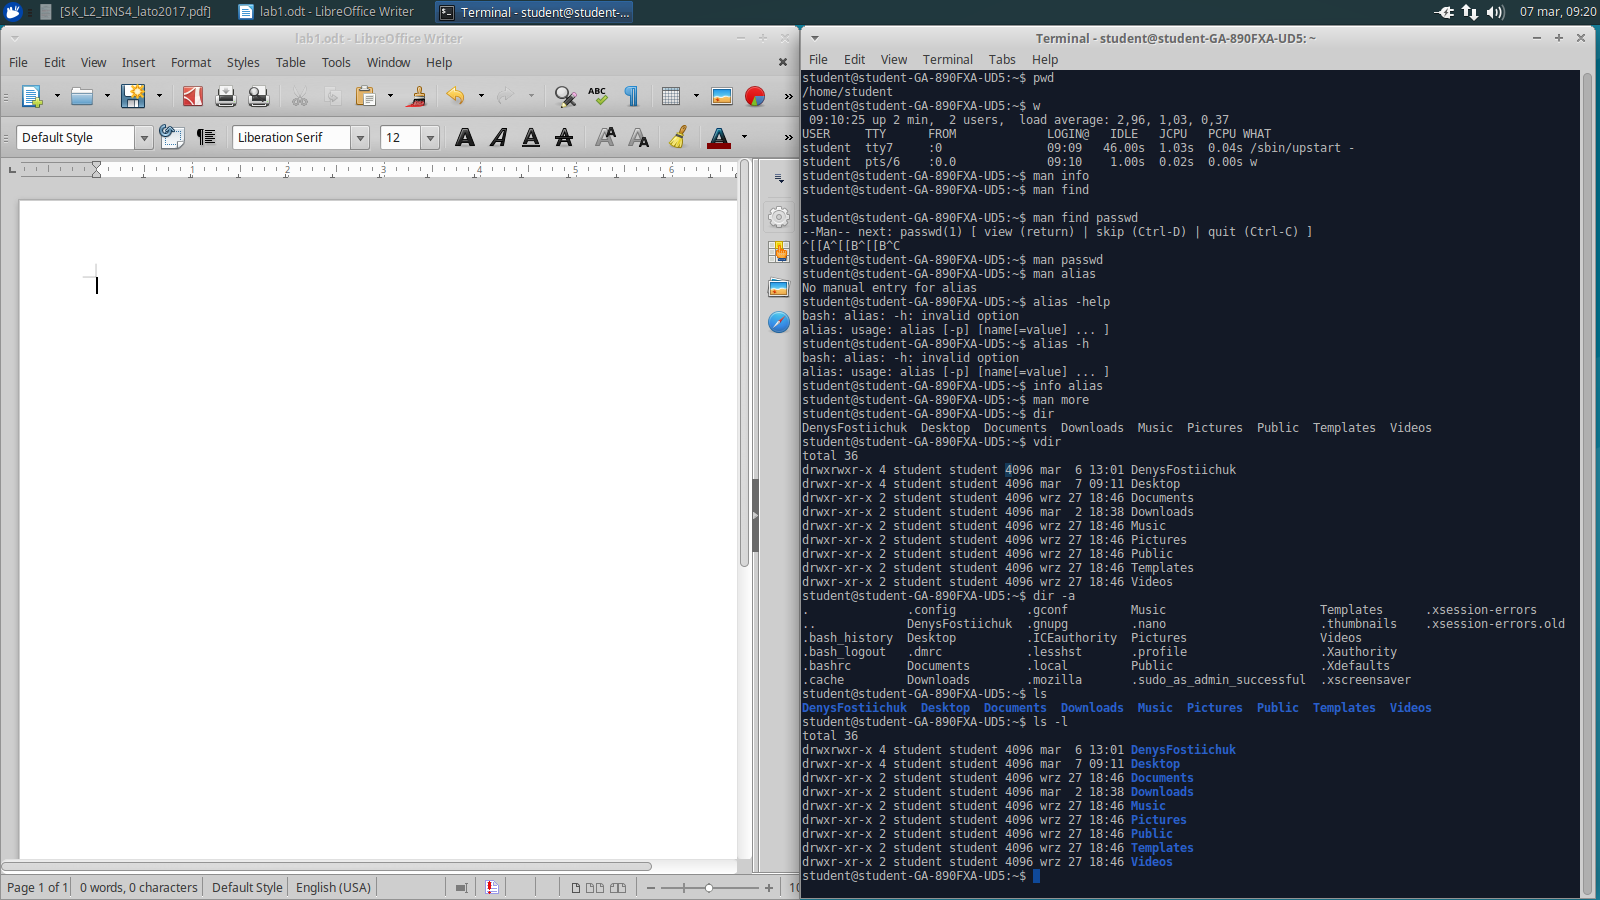 [SK_L2_IINS4_lato2017.pdf]
lab1.odt - LibreOffice Writer
Terminal - student@student-...
07 mar, 09:20
lab1.odt - LibreOffice Writer
File Edit View Insert Format Styles Table Tools Window Help
ABC
Default Style
Liberation Serif
12
1 2 3 4 5 6
Page 1 of 1
0 words, 0 characters
Default Style
English (USA)
Terminal - student@student-GA-890FXA-UD5: ~
File Edit View Terminal Tabs Help
student@student-GA-890FXA-UD5:~$ pwd
/home/student
student@student-GA-890FXA-UD5:~$ w
 09:10:25 up 2 min,  2 users,  load average: 2,96, 1,03, 0,37
USER     TTY      FROM             LOGIN@   IDLE   JCPU   PCPU WHAT
student  tty7     :0               09:09   46.00s  1.03s  0.04s /sbin/upstart -
student  pts/6    :0.0             09:10    1.00s  0.02s  0.00s w
student@student-GA-890FXA-UD5:~$ man info
student@student-GA-890FXA-UD5:~$ man find
student@student-GA-890FXA-UD5:~$ man find passwd
--Man-- next: passwd(1) [ view (return) | skip (Ctrl-D) | quit (Ctrl-C) ]
^[[A^[[B^[[B^C
student@student-GA-890FXA-UD5:~$ man passwd
student@student-GA-890FXA-UD5:~$ man alias
No manual entry for alias
student@student-GA-890FXA-UD5:~$ alias -help
bash: alias: -h: invalid option
alias: usage: alias [-p] [name[=value] ... ]
student@student-GA-890FXA-UD5:~$ alias -h
bash: alias: -h: invalid option
alias: usage: alias [-p] [name[=value] ... ]
student@student-GA-890FXA-UD5:~$ info alias
student@student-GA-890FXA-UD5:~$ man more
student@student-GA-890FXA-UD5:~$ dir
DenysFostiichuk  Desktop  Documents  Downloads  Music  Pictures  Public  Templates  Videos
student@student-GA-890FXA-UD5:~$ vdir
total 36
drwxrwxr-x 4 student student 4096 mar  6 13:01 DenysFostiichuk
drwxr-xr-x 4 student student 4096 mar  7 09:11 Desktop
drwxr-xr-x 2 student student 4096 wrz 27 18:46 Documents
drwxr-xr-x 2 student student 4096 mar  2 18:38 Downloads
drwxr-xr-x 2 student student 4096 wrz 27 18:46 Music
drwxr-xr-x 2 student student 4096 wrz 27 18:46 Pictures
drwxr-xr-x 2 student student 4096 wrz 27 18:46 Public
drwxr-xr-x 2 student student 4096 wrz 27 18:46 Templates
drwxr-xr-x 2 student student 4096 wrz 27 18:46 Videos
student@student-GA-890FXA-UD5:~$ dir -a
.              .config          .gconf         Music                      Templates      .xsession-errors
..             DenysFostiichuk  .gnupg         .nano                      .thumbnails    .xsession-errors.old
.bash_history  Desktop          .ICEauthority  Pictures                   Videos
.bash_logout   .dmrc            .lesshst       .profile                   .Xauthority
.bashrc        Documents        .local         Public                     .Xdefaults
.cache         Downloads        .mozilla       .sudo_as_admin_successful  .xscreensaver
student@student-GA-890FXA-UD5:~$ ls
DenysFostiichuk  Desktop  Documents  Downloads  Music  Pictures  Public  Templates  Videos
student@student-GA-890FXA-UD5:~$ ls -l
total 36
drwxrwxr-x 4 student student 4096 mar  6 13:01 DenysFostiichuk
drwxr-xr-x 4 student student 4096 mar  7 09:11 Desktop
drwxr-xr-x 2 student student 4096 wrz 27 18:46 Documents
drwxr-xr-x 2 student student 4096 mar  2 18:38 Downloads
drwxr-xr-x 2 student student 4096 wrz 27 18:46 Music
drwxr-xr-x 2 student student 4096 wrz 27 18:46 Pictures
drwxr-xr-x 2 student student 4096 wrz 27 18:46 Public
drwxr-xr-x 2 student student 4096 wrz 27 18:46 Templates
drwxr-xr-x 2 student student 4096 wrz 27 18:46 Videos
student@student-GA-890FXA-UD5:~$